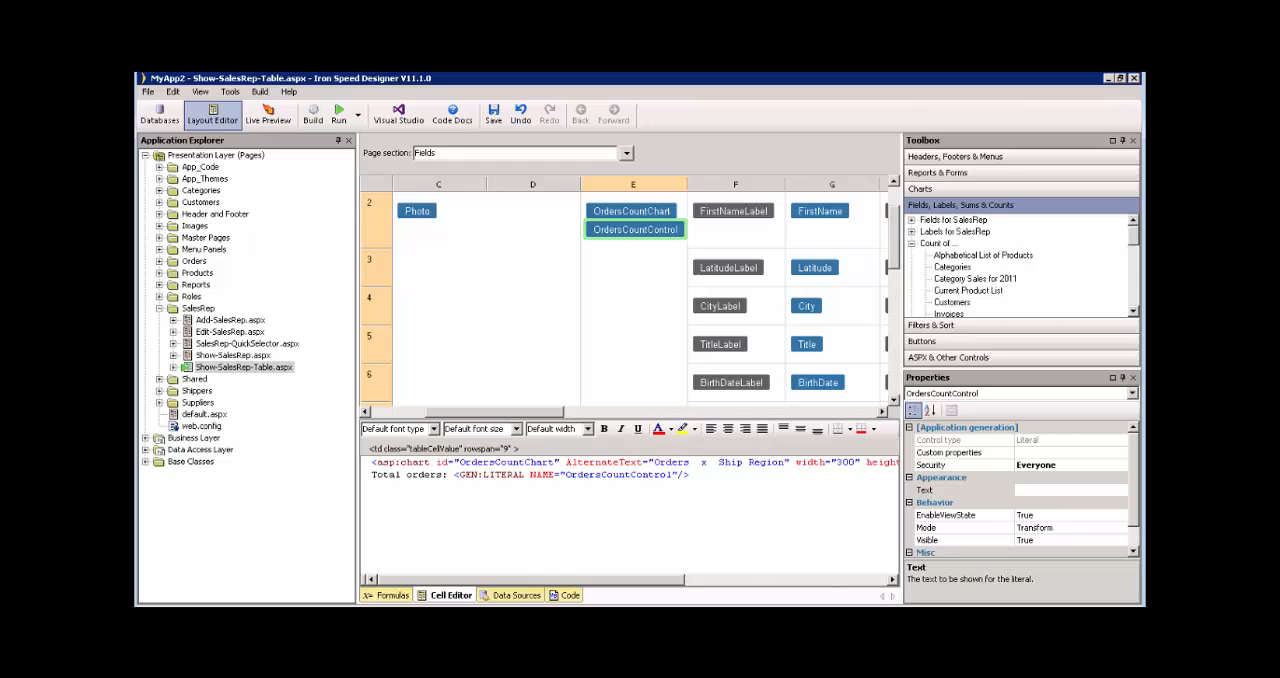 MyApp2 - Show-SalesRep-Table.aspx - Iron Speed Designer V11.1.0
File Edit View Tools Build Help
Databases Layout Editor Live Preview Build Run Visual Studio Code Docs Save Undo Redo Back Forward
Application Explorer
Presentation Layer (Pages)
App_Code
App_Themes
Categories
Customers
Header and Footer
Images
Master Pages
Menu Panels
Orders
Products
Reports
Roles
SalesRep
Add-SalesRep.aspx
Edit-SalesRep.aspx
SalesRep-QuickSelector.aspx
Show-SalesRep.aspx
Show-SalesRep-Table.aspx
Shared
Shippers
Suppliers
default.aspx
web.config
Business Layer
Data Access Layer
Base Classes
Page section: Fields
C D E F G
2 Photo OrdersCountChart FirstNameLabel FirstName
OrdersCountControl
3 LatitudeLabel Latitude
4 CityLabel City
5 TitleLabel Title
6 BirthDateLabel BirthDate
Default font type Default font size Default width B I U A
<td class="tableCellValue" rowspan="9" >
<asp:chart id="OrdersCountChart" AlternateText="Orders x Ship Region" width="300" height
Total orders: <GEN:LITERAL NAME="OrdersCountControl"/>
X= Formulas Cell Editor Data Sources Code
Toolbox
Headers, Footers & Menus
Reports & Forms
Charts
Fields, Labels, Sums & Counts
Fields for SalesRep
Labels for SalesRep
Count of ...
Alphabetical List of Products
Categories
Category Sales for 2011
Current Product List
Customers
Invoices
Filters & Sort
Buttons
ASPX & Other Controls
Properties
OrdersCountControl
[Application generation]
Control type Literal
Custom properties
Security Everyone
Appearance
Text
Behavior
EnableViewState True
Mode Transform
Visible True
Misc
Text
The text to be shown for the literal.